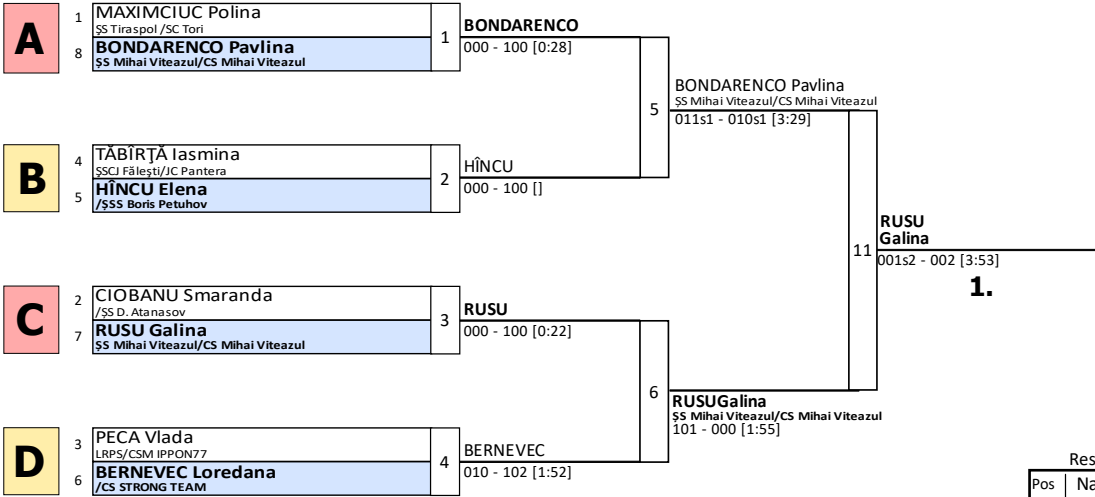 A
1 MAXIMCIUC Polina
ŞS Tiraspol /SC Tori
8 BONDARENCO Pavlina
ŞS Mihai Viteazul/CS Mihai Viteazul
1
BONDARENCO
000 - 100 [0:28]
B
4 TĂBÎRŢĂ Iasmina
ŞSCJ Făleşti/JC Pantera
5 HÎNCU Elena
/ŞSS Boris Petuhov
2
HÎNCU
000 - 100 []
5
BONDARENCO Pavlina
ŞS Mihai Viteazul/CS Mihai Viteazul
011s1 - 010s1 [3:29]
C
2 CIOBANU Smaranda
/ŞS D. Atanasov
7 RUSU Galina
ŞS Mihai Viteazul/CS Mihai Viteazul
3
RUSU
000 - 100 [0:22]
D
3 PECA Vlada
LRPS/CSM IPPON77
6 BERNEVEC Loredana
/CS STRONG TEAM
4
BERNEVEC
010 - 102 [1:52]
6
RUSUGalina
ŞS Mihai Viteazul/CS Mihai Viteazul
101 - 000 [1:55]
11
RUSU
Galina
001s2 - 002 [3:53]
1.
Res
Pos Na